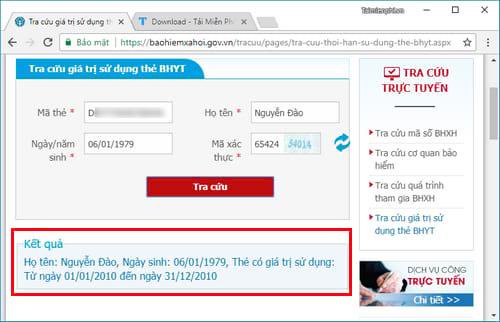 Taimienphi.vn
Tra cứu giá trị sử dụng thẻ
Download - Tải Miễn Ph
Bảo mật
https://baohiemxahoi.gov.vn/tracuu/pages/tra-cuu-thoi-han-su-dung-the-bhyt.aspx
Tra cứu giá trị sử dụng thẻ BHYT
Mã thẻ * D
Họ tên * Nguyễn Đào
Ngày/năm sinh * 06/01/1979
Mã xác thực * 65424 54014
Tra cứu
Kết quả
Họ tên: Nguyễn Đào, Ngày sinh: 06/01/1979, Thẻ có giá trị sử dụng:
Từ ngày 01/01/2010 đến ngày 31/12/2010
TRA CỨU
TRỰC TUYẾN
Tra cứu mã số BHXH
Tra cứu cơ quan bảo
hiểm
Tra cứu quá trình
tham gia BHXH
Tra cứu giá trị sử
dụng thẻ BHYT
DỊCH VỤ CÔNG
TRỰC TUYẾN
Chi tiết >>